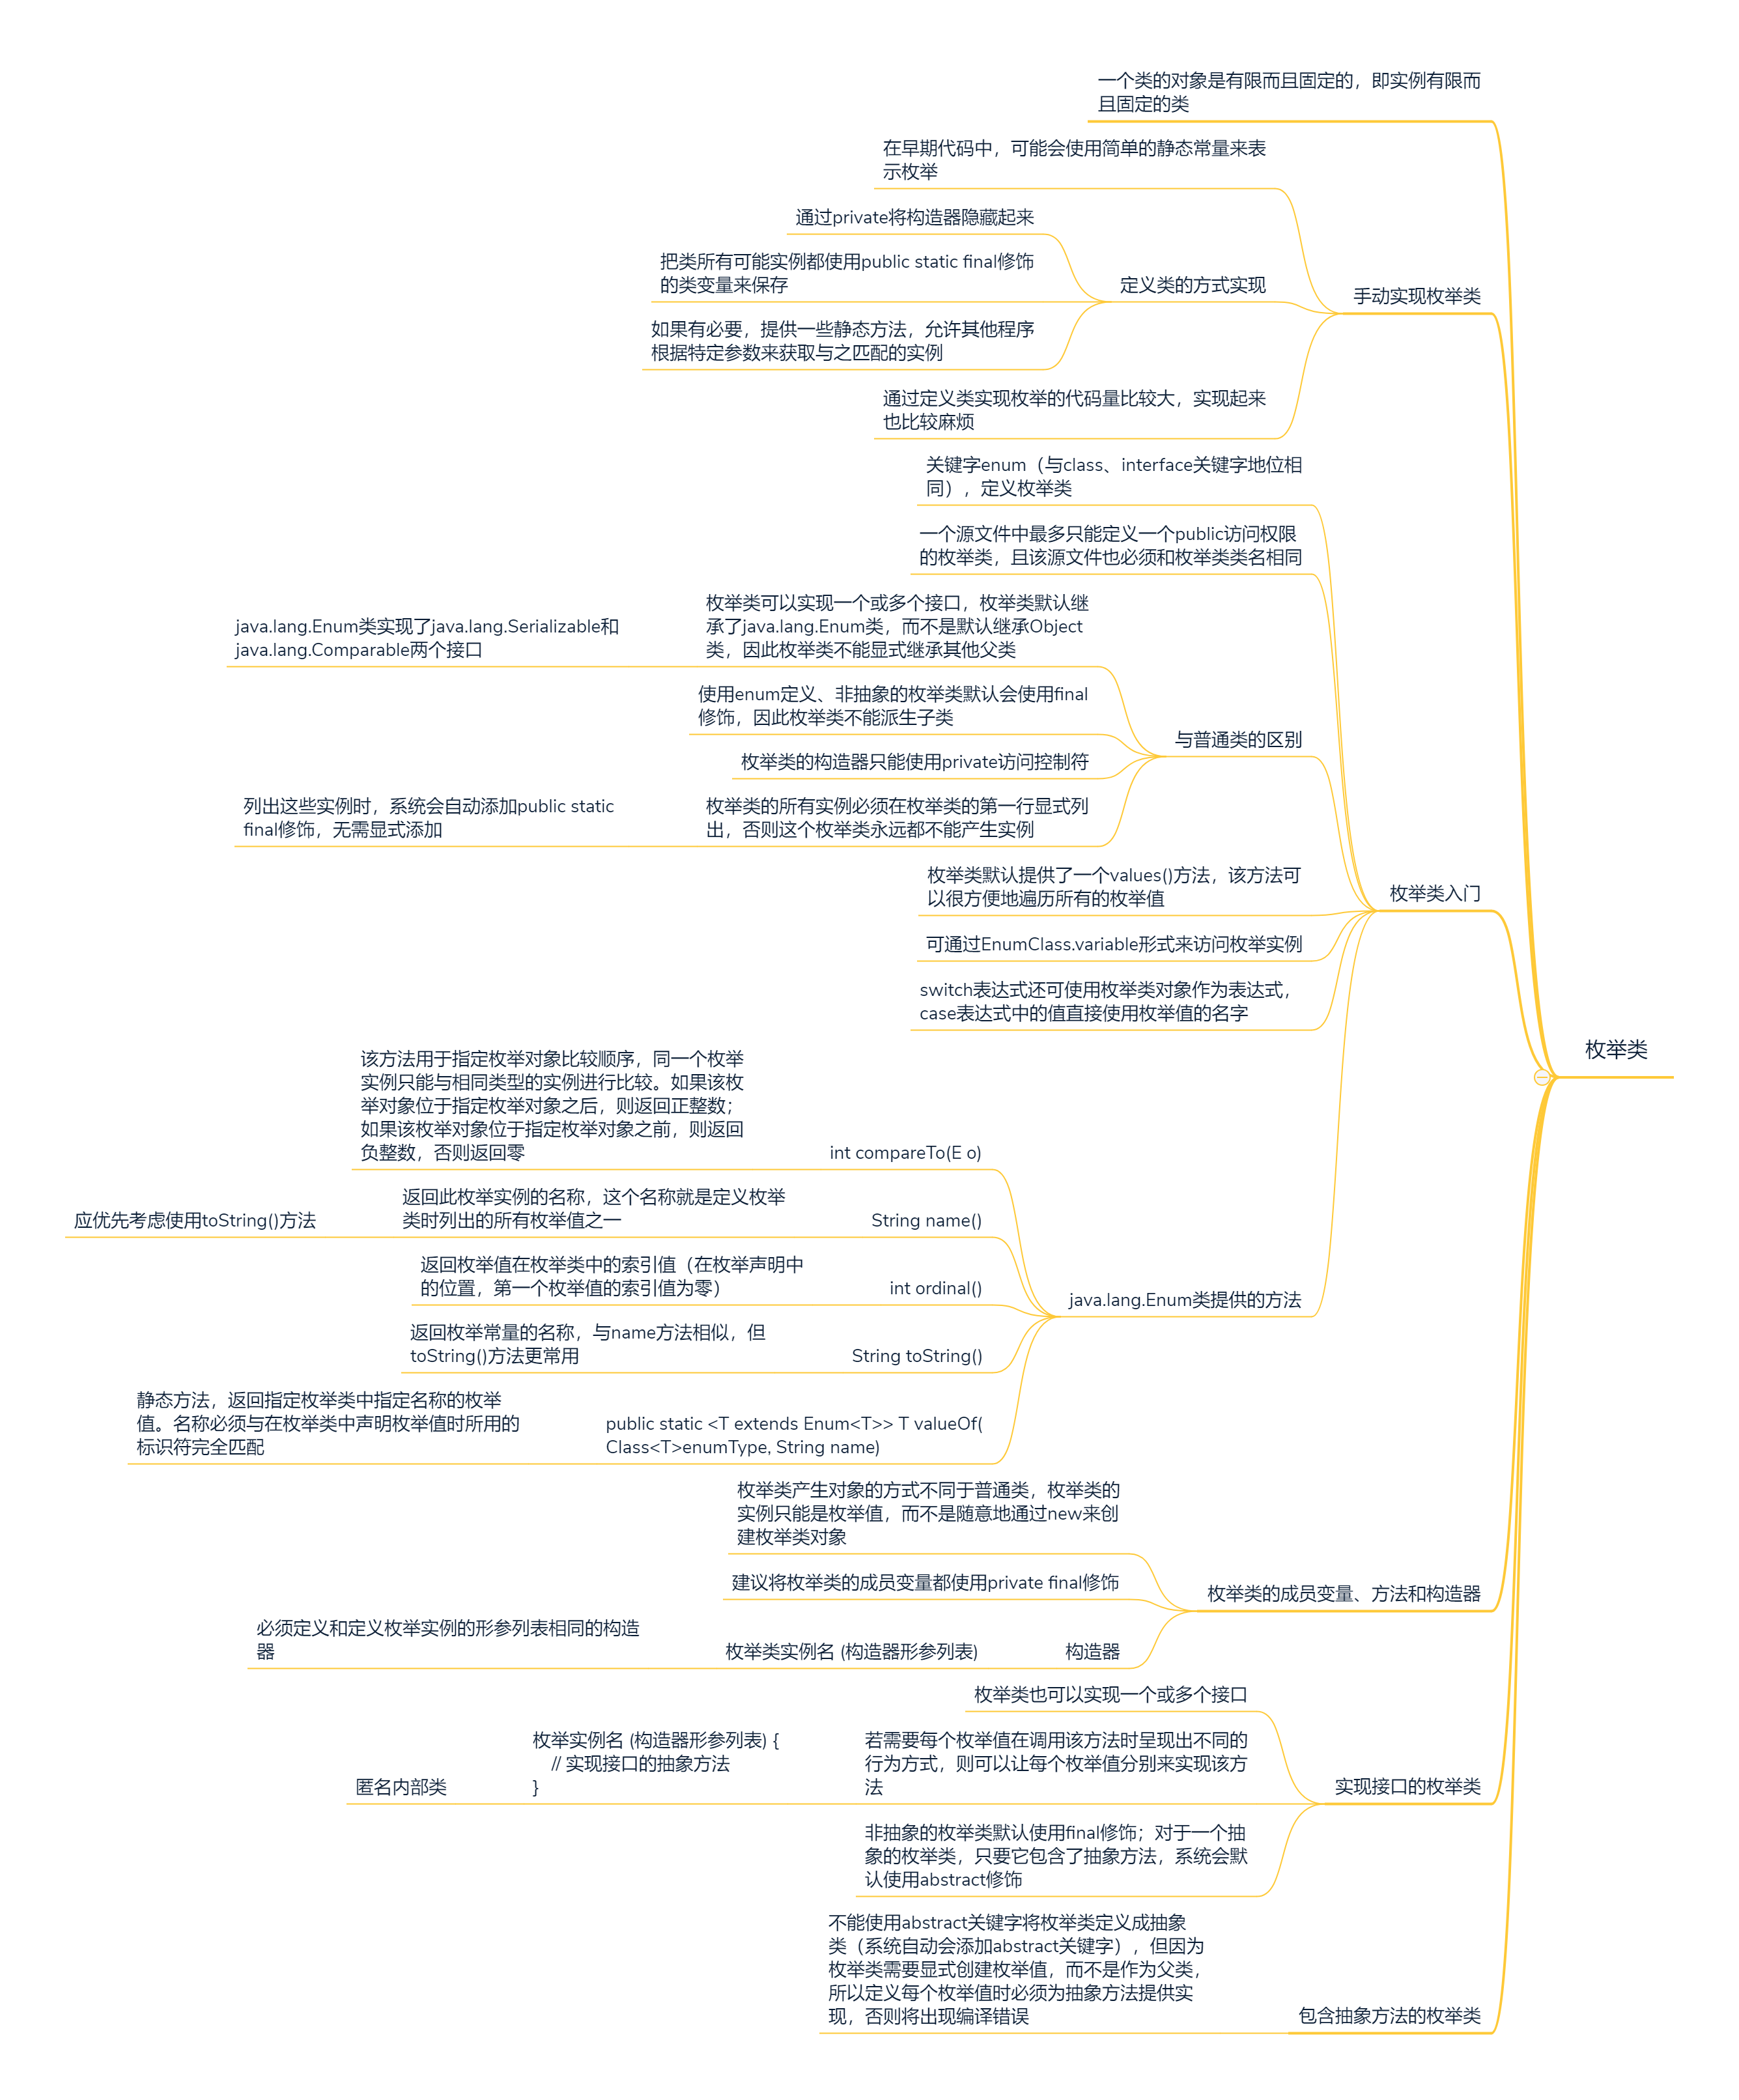 一个类的对象是有限而且固定的，即实例有限而
且固定的类
在早期代码中，可能会使用简单的静态常量来表
示枚举
通过private将构造器隐藏起来
把类所有可能实例都使用public static final修饰
的类变量来保存
如果有必要，提供一些静态方法，允许其他程序
根据特定参数来获取与之匹配的实例
定义类的方式实现
通过定义类实现枚举的代码量比较大，实现起来
也比较麻烦
手动实现枚举类
关键字enum（与class、interface关键字地位相
同），定义枚举类
一个源文件中最多只能定义一个public访问权限
的枚举类，且该源文件也必须和枚举类类名相同
枚举类可以实现一个或多个接口，枚举类默认继
承了java.lang.Enum类，而不是默认继承Object
类，因此枚举类不能显式继承其他父类
java.lang.Enum类实现了java.lang.Serializable和
java.lang.Comparable两个接口
使用enum定义、非抽象的枚举类默认会使用final
修饰，因此枚举类不能派生子类
枚举类的构造器只能使用private访问控制符
枚举类的所有实例必须在枚举类的第一行显式列
出，否则这个枚举类永远都不能产生实例
列出这些实例时，系统会自动添加public static
final修饰，无需显式添加
与普通类的区别
枚举类默认提供了一个values()方法，该方法可
以很方便地遍历所有的枚举值
可通过EnumClass.variable形式来访问枚举实例
switch表达式还可使用枚举类对象作为表达式，
case表达式中的值直接使用枚举值的名字
枚举类入门
枚举类
该方法用于指定枚举对象比较顺序，同一个枚举
实例只能与相同类型的实例进行比较。如果该枚
举对象位于指定枚举对象之后，则返回正整数；
如果该枚举对象位于指定枚举对象之前，则返回
负整数，否则返回零
int compareTo(E o)
返回此枚举实例的名称，这个名称就是定义枚举
类时列出的所有枚举值之一
应优先考虑使用toString()方法
String name()
返回枚举值在枚举类中的索引值（在枚举声明中
的位置，第一个枚举值的索引值为零）
int ordinal()
返回枚举常量的名称，与name方法相似，但
toString()方法更常用
String toString()
静态方法，返回指定枚举类中指定名称的枚举
值。名称必须与在枚举类中声明枚举值时所用的
标识符完全匹配
public static <T extends Enum<T>> T valueOf(
Class<T>enumType, String name)
java.lang.Enum类提供的方法
枚举类产生对象的方式不同于普通类，枚举类的
实例只能是枚举值，而不是随意地通过new来创
建枚举类对象
建议将枚举类的成员变量都使用private final修饰
必须定义和定义枚举实例的形参列表相同的构造
器
枚举类实例名 (构造器形参列表)
构造器
枚举类的成员变量、方法和构造器
枚举类也可以实现一个或多个接口
若需要每个枚举值在调用该方法时呈现出不同的
行为方式，则可以让每个枚举值分别来实现该方
法
枚举实例名 (构造器形参列表) {
// 实现接口的抽象方法
}
匿名内部类
非抽象的枚举类默认使用final修饰；对于一个抽
象的枚举类，只要它包含了抽象方法，系统会默
认使用abstract修饰
实现接口的枚举类
不能使用abstract关键字将枚举类定义成抽象
类（系统自动会添加abstract关键字），但因为
枚举类需要显式创建枚举值，而不是作为父类，
所以定义每个枚举值时必须为抽象方法提供实
现，否则将出现编译错误
包含抽象方法的枚举类